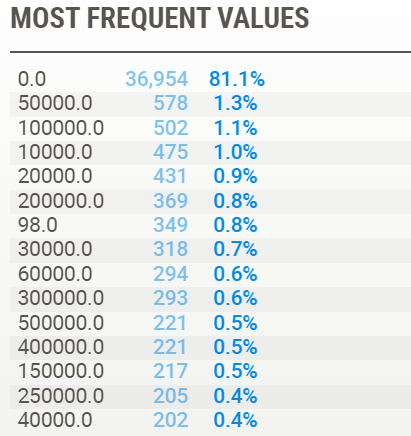 MOST FREQUENT VALUES
0.0 36,954 81.1%
50000.0 578 1.3%
100000.0 502 1.1%
10000.0 475 1.0%
20000.0 431 0.9%
200000.0 369 0.8%
98.0 349 0.8%
30000.0 318 0.7%
60000.0 294 0.6%
300000.0 293 0.6%
500000.0 221 0.5%
400000.0 221 0.5%
150000.0 217 0.5%
250000.0 205 0.4%
40000.0 202 0.4%